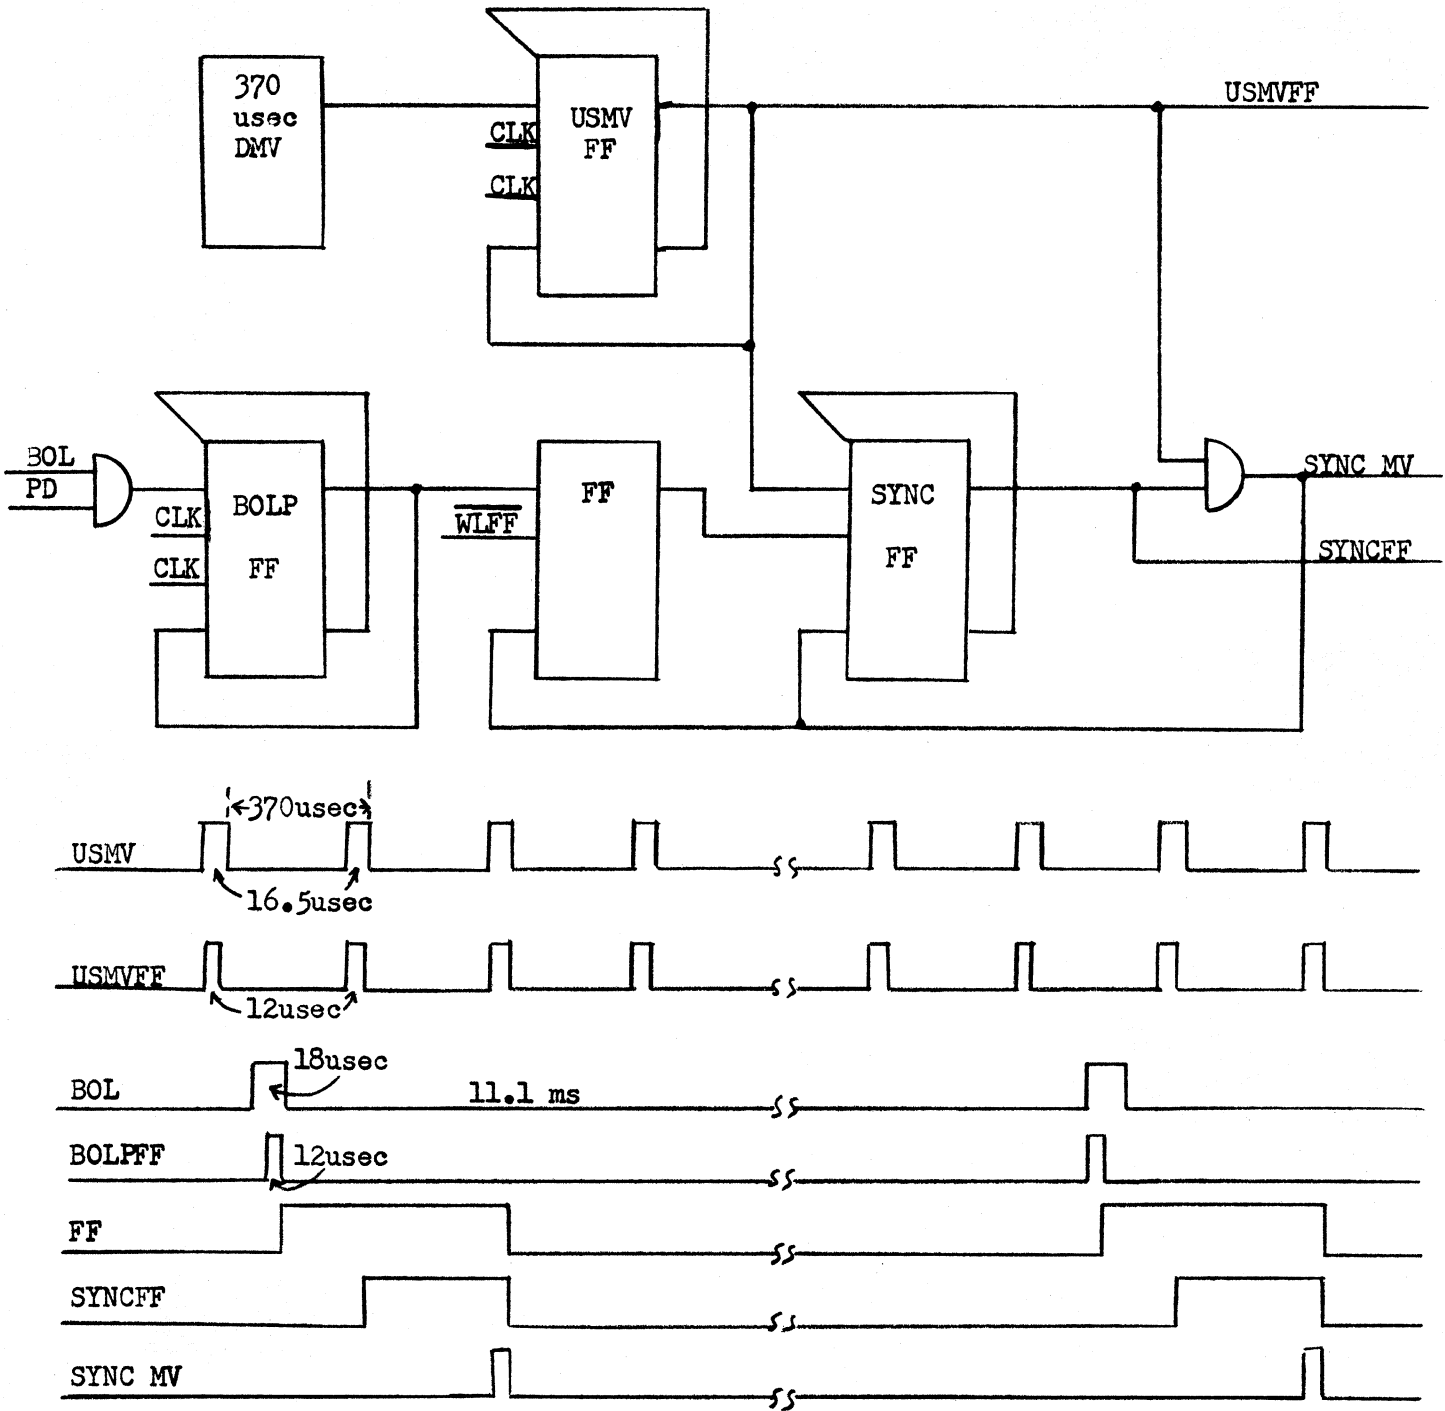 370
usec
DMV
USMV
FF
CLK
CLK
USMVFF
BOL
PD
CLK
CLK
BOLP
FF
WLFF
FF
SYNC
FF
SYNC MV
SYNCFF
370usec
USMV
16.5usec
USMVFF
12usec
BOL
18usec
11.1 ms
BOLPFF
12usec
FF
SYNCFF
SYNC MV